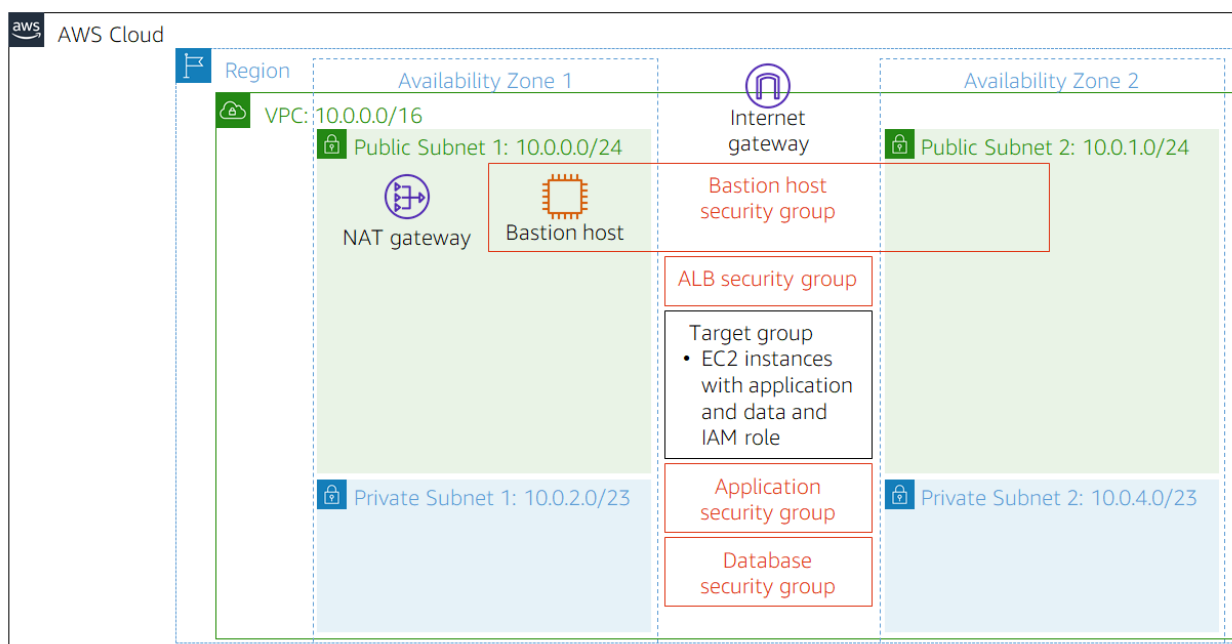 aws
AWS Cloud
Region
Availability Zone 1
Availability Zone 2
Internet
gateway
VPC: 10.0.0.0/16
Public Subnet 1: 10.0.0.0/24
Public Subnet 2: 10.0.1.0/24
NAT gateway
Bastion host
Bastion host
security group
ALB security group
Target group
• EC2 instances
with application
and data and
IAM role
Private Subnet 1: 10.0.2.0/23
Application
security group
Private Subnet 2: 10.0.4.0/23
Database
security group